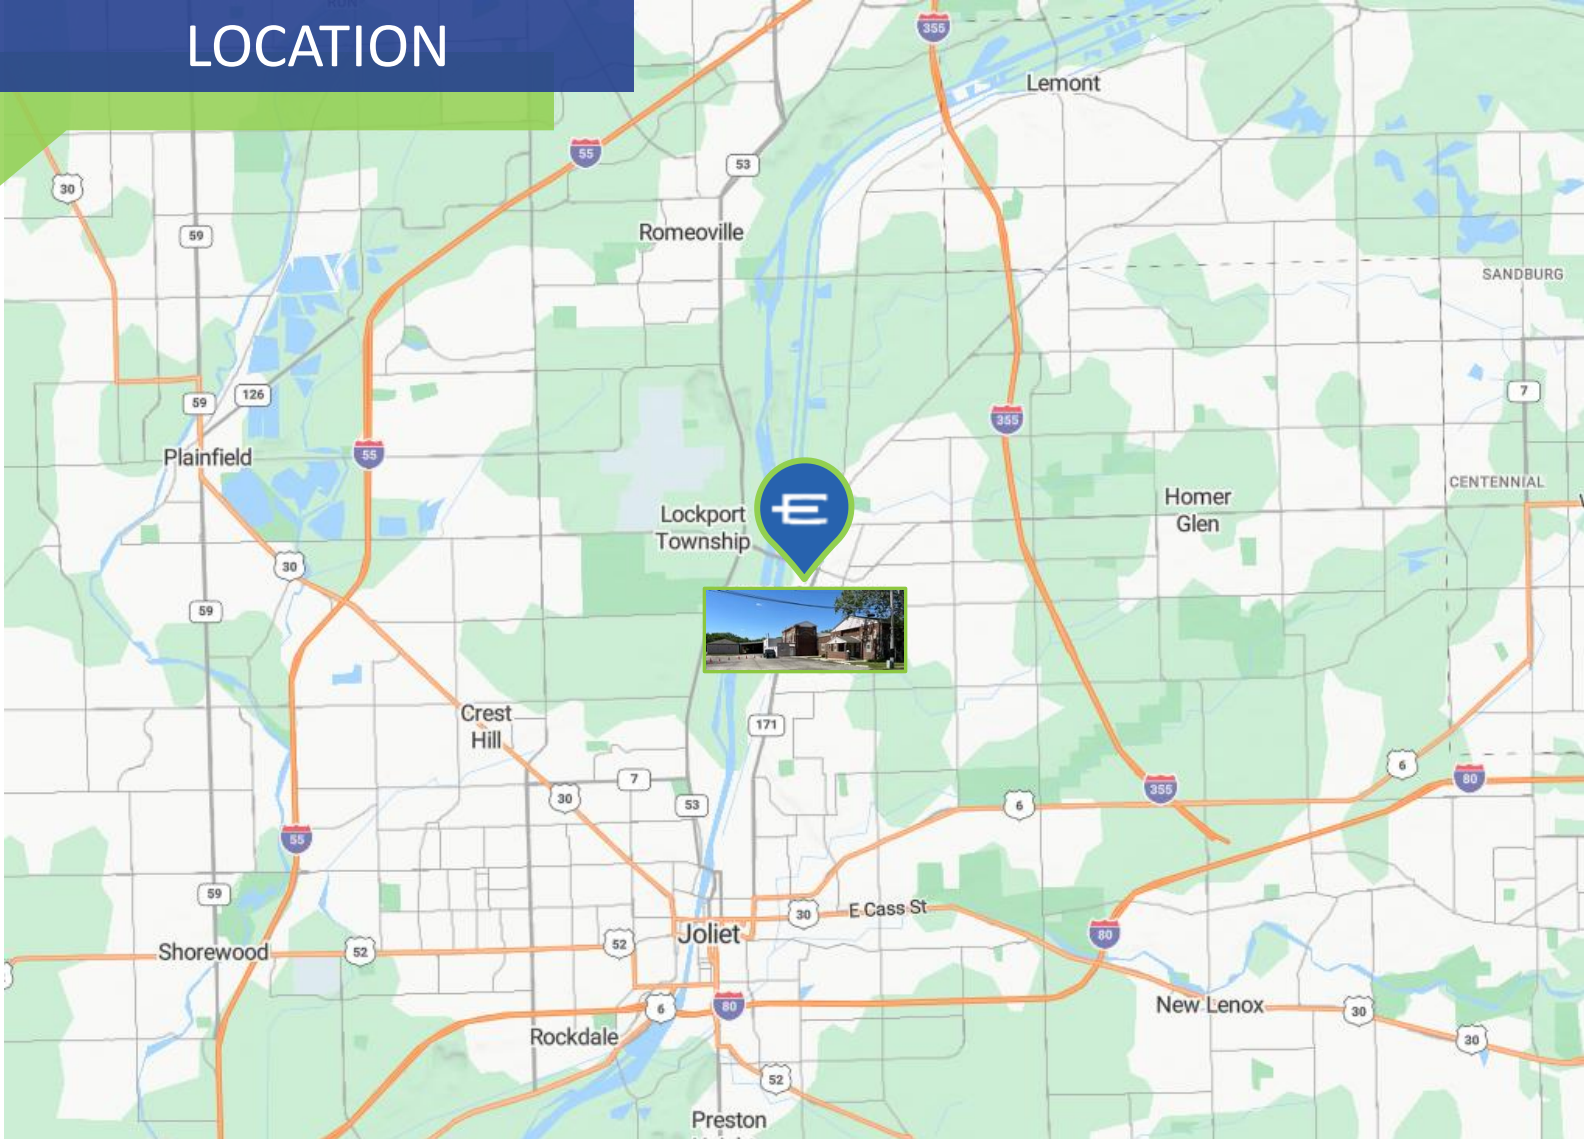 LOCATION
355
Lemont
55
53
30
59
Romeoville
SANDBURG
126
59
7
355
Plainfield
55
CENTENNIAL
Homer
Glen
Lockport
Township
E
30
59
Crest
Hill
171
6
80
7
30
53
6
355
55
59
30
E Cass St
Joliet
80
52
Shorewood
52
New Lenox
30
6
80
Rockdale
30
52
Preston